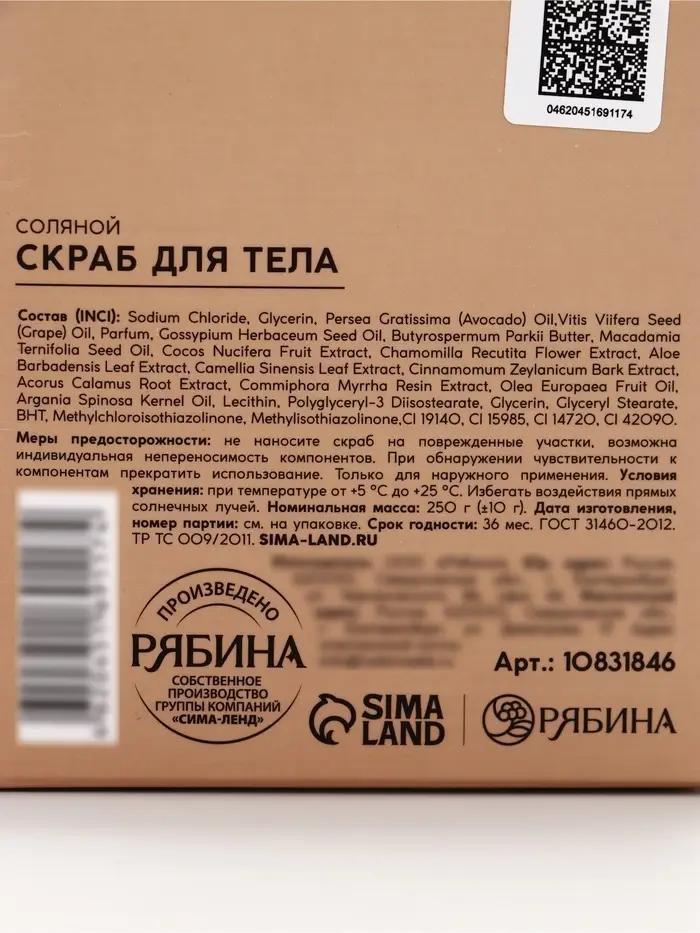 04620451691174
СОЛЯНОЙ
СКРАБ ДЛЯ ТЕЛА
Состав (INCI): Sodium Chloride, Glycerin, Persea Gratissima (Avocado) Oil,Vitis Viifera Seed
(Grape) Oil, Parfum, Gossypium Herbaceum Seed Oil, Butyrospermum Parkii Butter, Macadamia
Ternifolia Seed Oil, Cocos Nucifera Fruit Extract, Chamomilla Recutita Flower Extract, Aloe
Barbadensis Leaf Extract, Camellia Sinensis Leaf Extract, Cinnamomum Zeylanicum Bark Extract,
Acorus Calamus Root Extract, Commiphora Myrrha Resin Extract, Olea Europaea Fruit Oil,
Argania Spinosa Kernel Oil, Lecithin, Polyglyceryl-3 Diisostearate, Glycerin, Glyceryl Stearate,
BHT, Methylchloroisothiazolinone, Methylisothiazolinone,CI 19140, CI 15985, CI 14720, CI 42090.
Меры предосторожности: не наносите скраб на поврежденные участки, возможна
индивидуальная непереносимость компонентов. При обнаружении чувствительности к
компонентам прекратить использование. Только для наружного применения. Условия
хранения: при температуре от +5 °С до +25 °С. Избегать воздействия прямых
солнечных лучей. Номинальная масса: 250 г (±10 г). Дата изготовления,
номер партии: см. на упаковке. Срок годности: 36 мес. ГОСТ 31460-2012.
ТР ТС 009/2011. SIMA-LAND.RU
ПРОИЗВЕДЕНО
РЯБИНА
СОБСТВЕННОЕ
ПРОИЗВОДСТВО
ГРУППЫ КОМПАНИЙ
«СИМА-ЛЕНД»
Арт.: 10831846
SIMA
LAND
РЯБИНА